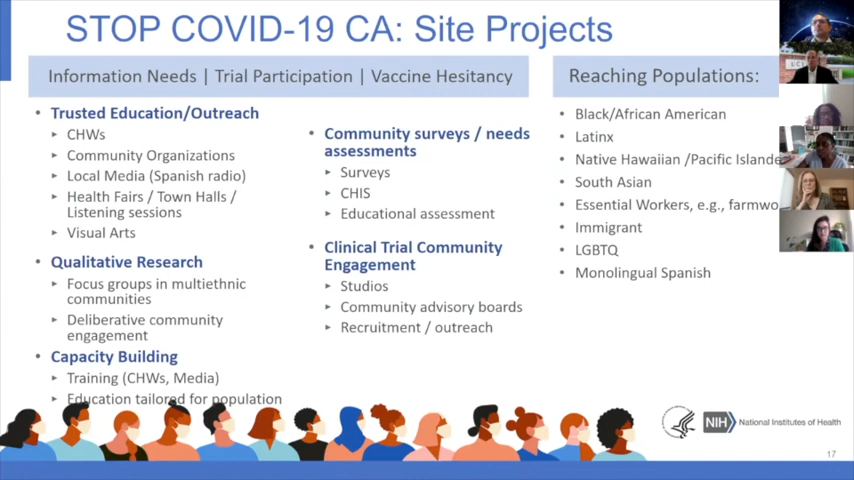 STOP COVID-19 CA: Site Projects
Information Needs | Trial Participation | Vaccine Hesitancy
• Trusted Education/Outreach
▸ CHWs
▸ Community Organizations
▸ Local Media (Spanish radio)
▸ Health Fairs / Town Halls /
Listening sessions
▸ Visual Arts
• Qualitative Research
▸ Focus groups in multiethnic
communities
▸ Deliberative community
engagement
• Capacity Building
▸ Training (CHWs, Media)
▸ Education tailored for population
• Community surveys / needs
assessments
▸ Surveys
▸ CHIS
▸ Educational assessment
• Clinical Trial Community
Engagement
▸ Studios
▸ Community advisory boards
▸ Recruitment / outreach
Reaching Populations:
• Black/African American
• Latinx
• Native Hawaiian /Pacific Islande
• South Asian
• Essential Workers, e.g., farmwo
• Immigrant
• LGBTQ
• Monolingual Spanish
NIH National Institutes of Health
17